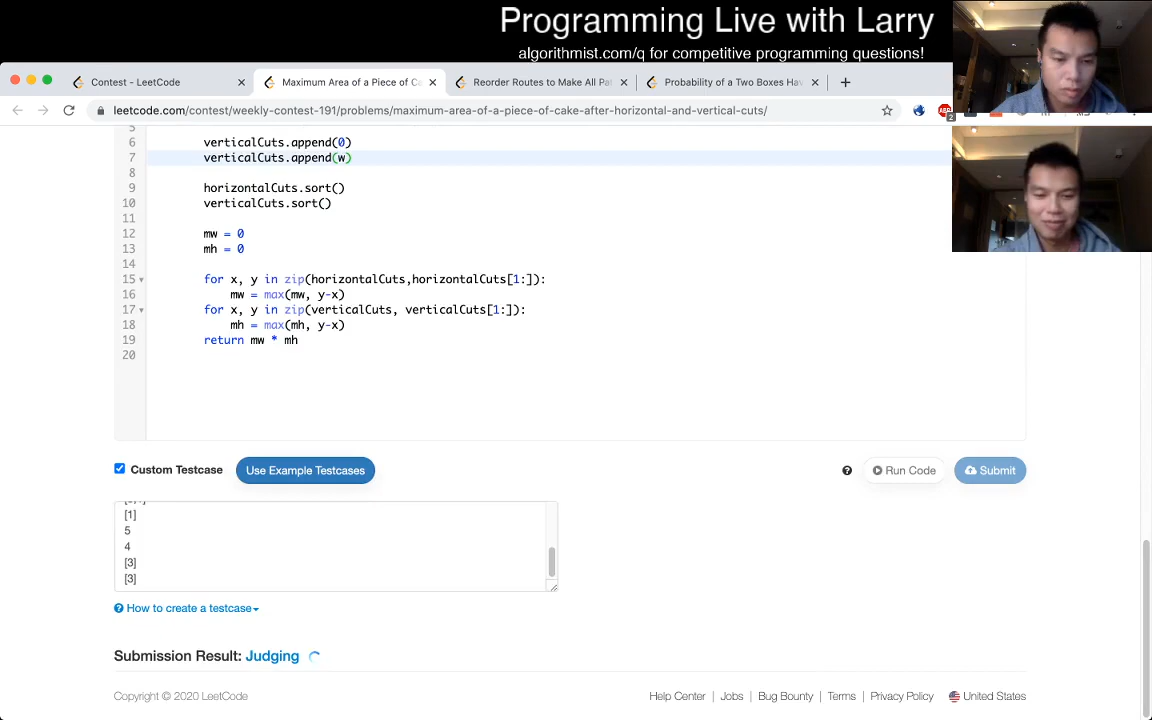 Programming Live with Larry
algorithmist.com/q for competitive programming questions!
Contest - LeetCode
Maximum Area of a Piece of Ca
Reorder Routes to Make All Pa
Probability of a Two Boxes Hav
leetcode.com/contest/weekly-contest-191/problems/maximum-area-of-a-piece-of-cake-after-horizontal-and-vertical-cuts/
5
6 verticalCuts.append(0)
7 verticalCuts.append(w)
8
9 horizontalCuts.sort()
10 verticalCuts.sort()
11
12 mw = 0
13 mh = 0
14
15 for x, y in zip(horizontalCuts,horizontalCuts[1:]):
16 mw = max(mw, y-x)
17 for x, y in zip(verticalCuts, verticalCuts[1:]):
18 mh = max(mh, y-x)
19 return mw * mh
20
Custom Testcase
Use Example Testcases
Run Code
Submit
[1]
5
4
[3]
[3]
How to create a testcase
Submission Result: Judging
Copyright © 2020 LeetCode
Help Center | Jobs | Bug Bounty | Terms | Privacy Policy
United States